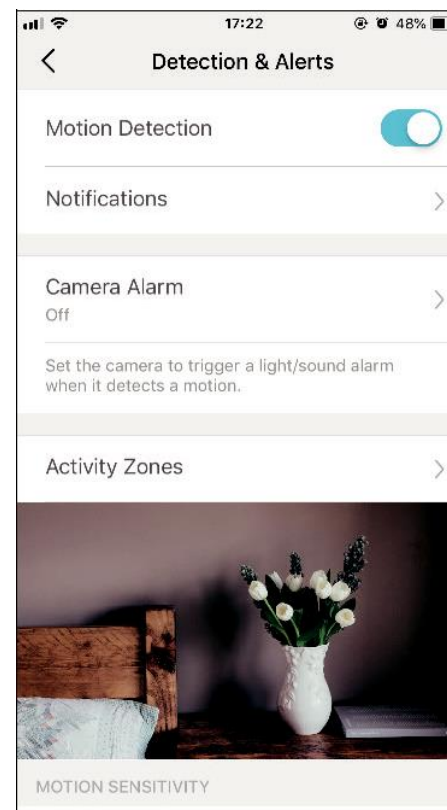 17:22
48%
Detection & Alerts
Motion Detection
Notifications
Camera Alarm
Off
Set the camera to trigger a light/sound alarm
when it detects a motion.
Activity Zones
MOTION SENSITIVITY